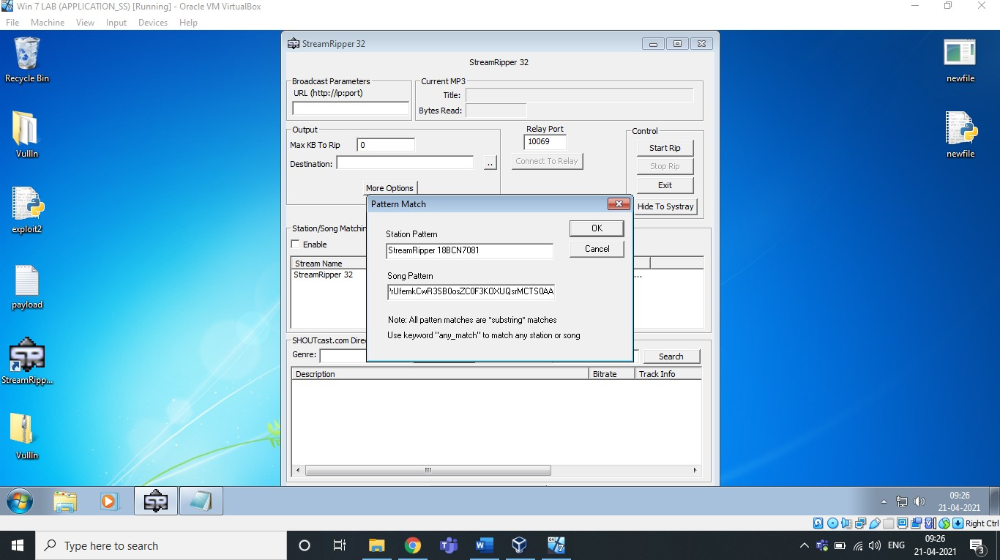 Win 7 LAB (APPLICATION_SS) [Running] - Oracle VM VirtualBox
File Machine View Input Devices Help
Recycle Bin
VullIn
exploit2
payload
StreamRipp...
VullIn
newfile
newfile
StreamRipper 32
StreamRipper 32
Broadcast Parameters
URL (http://ip:port)
Current MP3
Title:
Bytes Read:
Output
Max KB To Rip 0
Destination:
..
More Options
Relay Port
10069
Connect To Relay
Control
Start Rip
Stop Rip
Exit
Hide To Systray
Station/Song Matchin
Enable
Stream Name
StreamRipper 32
...
Pattern Match
Station Pattern
StreamRipper 18BCN7081
Song Pattern
rUfemkCwR3SB0osZC0F3KOXUQsrMCTS0AA
OK
Cancel
Note: All patten matches are *substring* matches
Use keyword "any_match" to match any station or song
SHOUTcast.com Direc
Genre:
Search
Description Bitrate Track Info
09:26
21-04-2021
Right Ctrl
Type here to search
ENG
09:26
21-04-2021
3